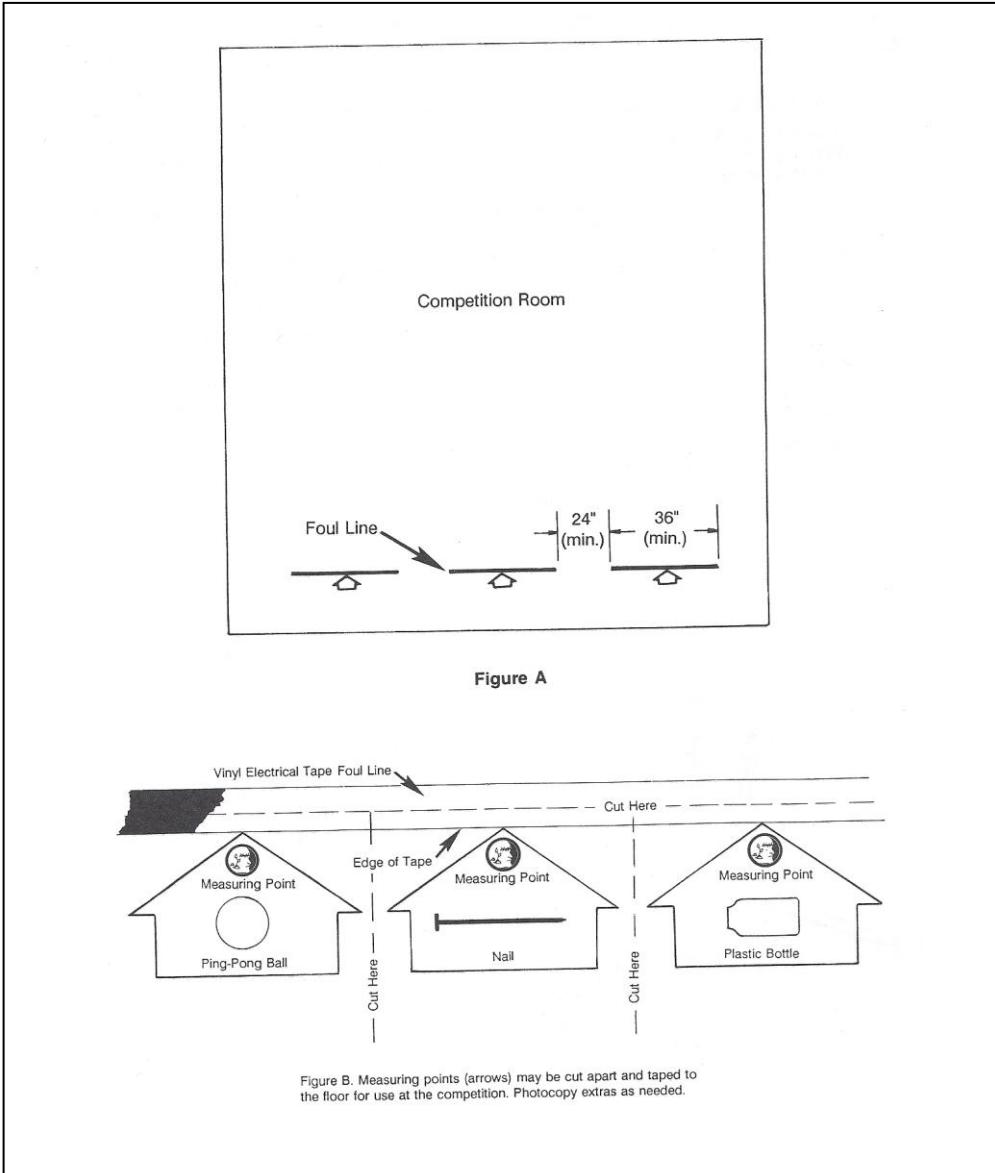 Competition Room
Foul Line
24" 36"
(min.) (min.)
Figure A
Vinyl Electrical Tape Foul Line
Cut Here
Edge of Tape
Measuring Point
Measuring Point
Measuring Point
Ping-Pong Ball
Nail
Plastic Bottle
Cut Here
Cut Here
Figure B. Measuring points (arrows) may be cut apart and taped to
the floor for use at the competition. Photocopy extras as needed.